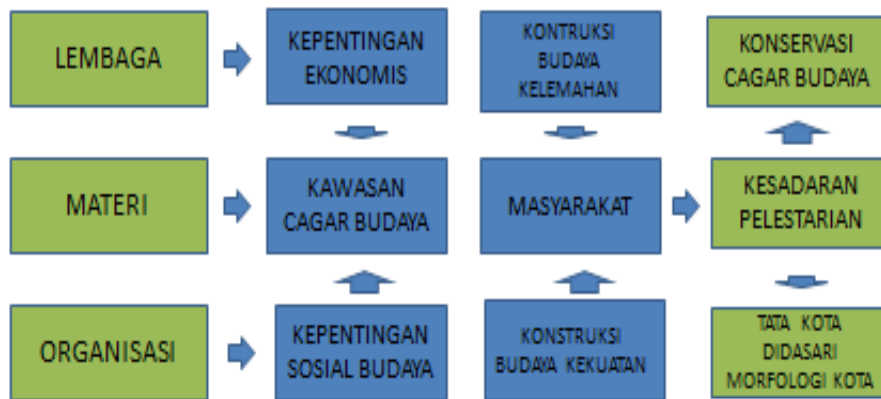 LEMBAGA
KEPENTINGAN
EKONOMIS
KONTRUKSI
BUDAYA
KELEMAHAN
KONSERVASI
CAGAR BUDAYA
MATERI
KAWASAN
CAGAR BUDAYA
MASYARAKAT
KESADARAN
PELESTARIAN
ORGANISASI
KEPENTINGAN
SOSIAL BUDAYA
KONSTRUKSI
BUDAYA KEKUATAN
TATA KOTA
DIDASARI
MORFOLOGI KOTA